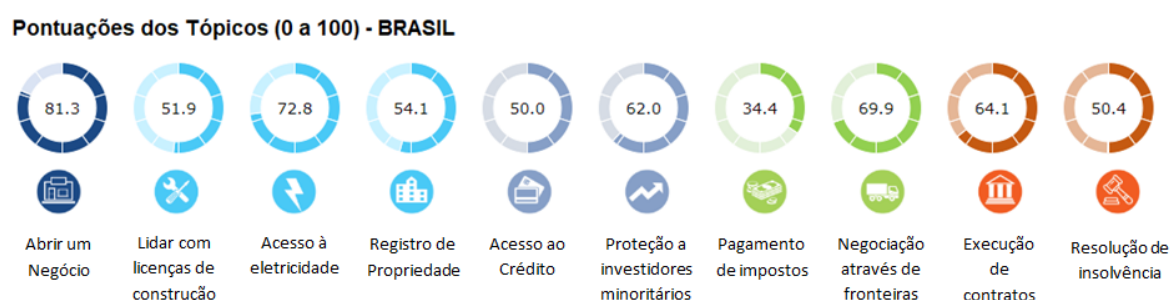 Pontuações dos Tópicos (0 a 100) - BRASIL
81.3 51.9 72.8 54.1 50.0 62.0 34.4 69.9 64.1 50.4
Abrir um
Negócio
Lidar com
licenças de
construção
Acesso à
eletricidade
Registro de
Propriedade
Acesso ao
Crédito
Proteção a
investidores
minoritários
Pagamento
de impostos
Negociação
através de
fronteiras
Execução
de
contratos
Resolução de
insolvência